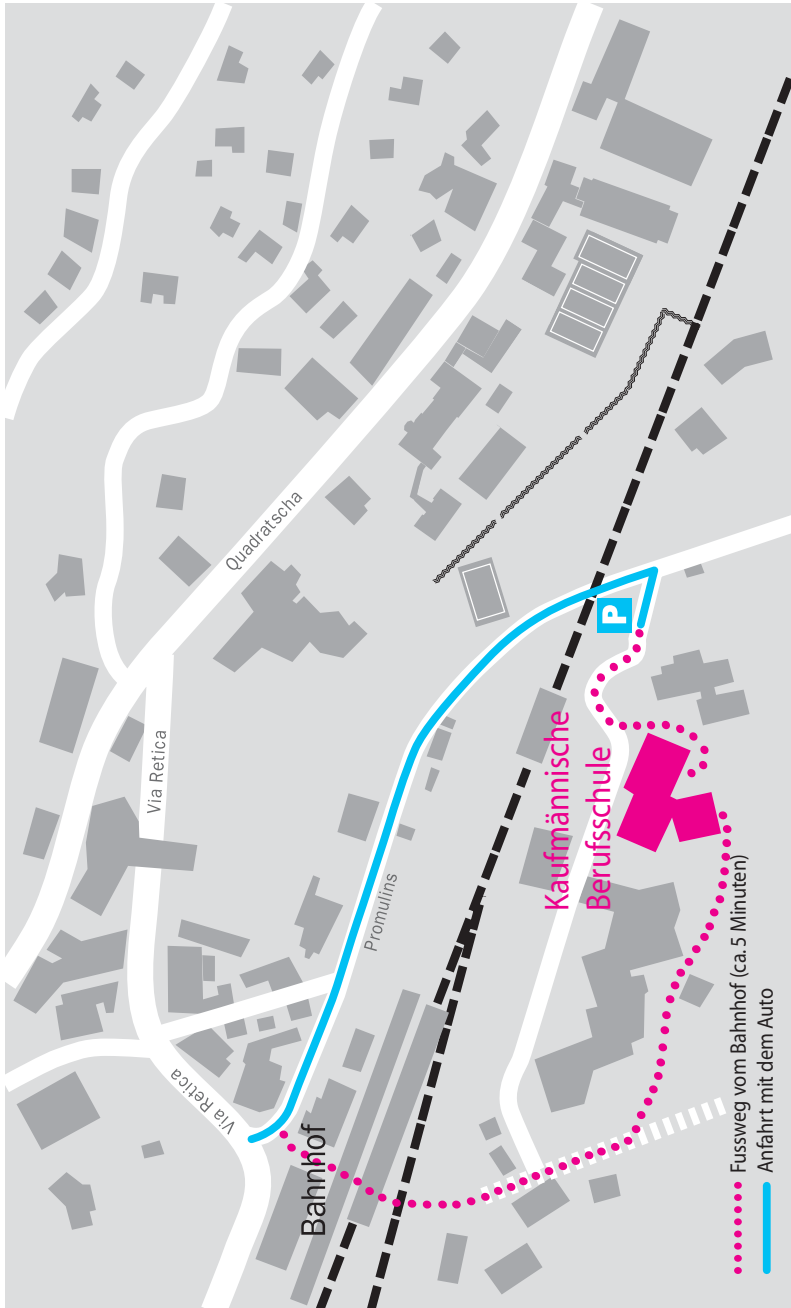 Quadratscha
Via Retica
Via Retica
Promulins
Bahnhof
P
Kaufmännische
Berufsschule
Fussweg vom Bahnhof (ca. 5 Minuten)
Anfahrt mit dem Auto